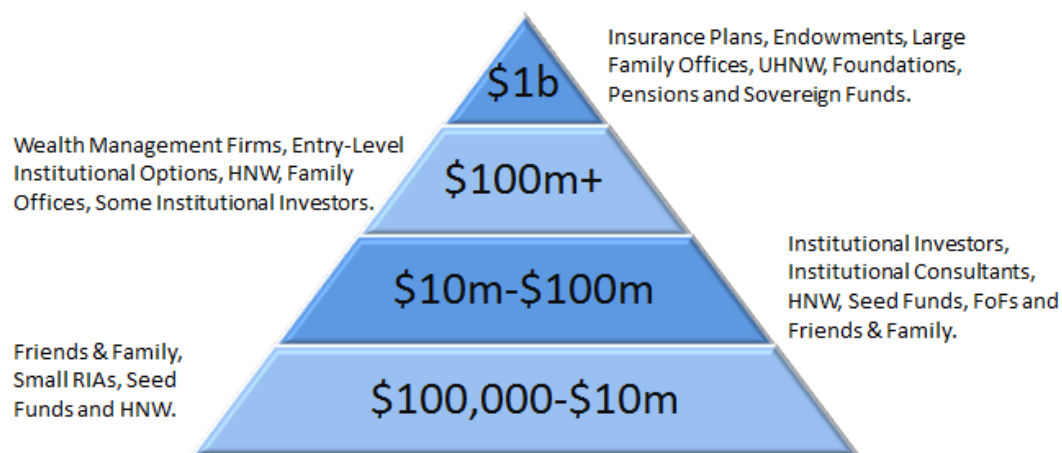 $1b
Insurance Plans, Endowments, Large
Family Offices, UHNW, Foundations,
Pensions and Sovereign Funds.
Wealth Management Firms, Entry-Level
Institutional Options, HNW, Family
Offices, Some Institutional Investors.
$100m+
$10m-$100m
Institutional Investors,
Institutional Consultants,
HNW, Seed Funds, FoFs and
Friends & Family.
Friends & Family,
Small RIAs, Seed
Funds and HNW.
$100,000-$10m